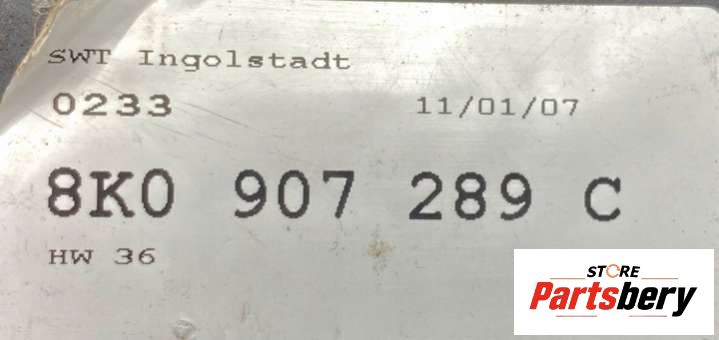 SWT Ingolstadt
0233 11/01/07
8K0 907 289 C
HW 36
STORE
Partsbery